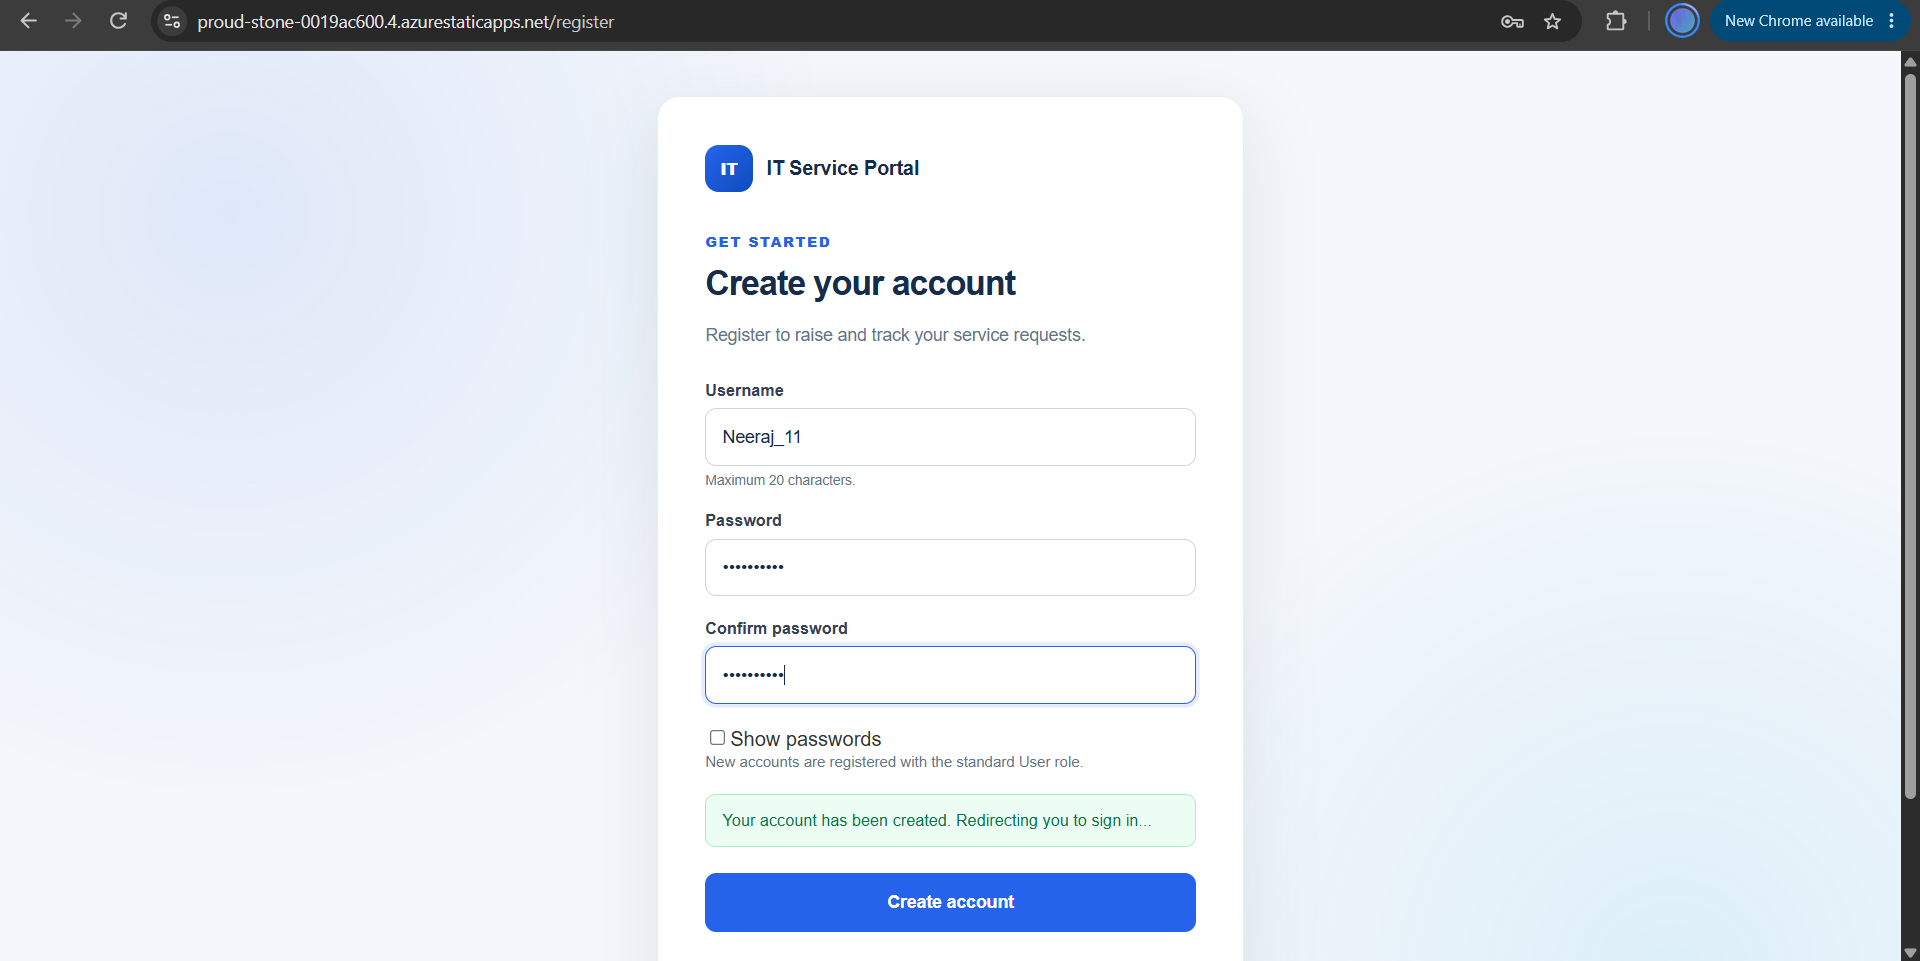 proud-stone-0019ac600.4.azurestaticapps.net/register
New Chrome available
IT
IT Service Portal
GET STARTED
Create your account
Register to raise and track your service requests.
Username
Neeraj_11
Maximum 20 characters.
Password
••••••••••
Confirm password
••••••••••
Show passwords
New accounts are registered with the standard User role.
Your account has been created. Redirecting you to sign in...
Create account